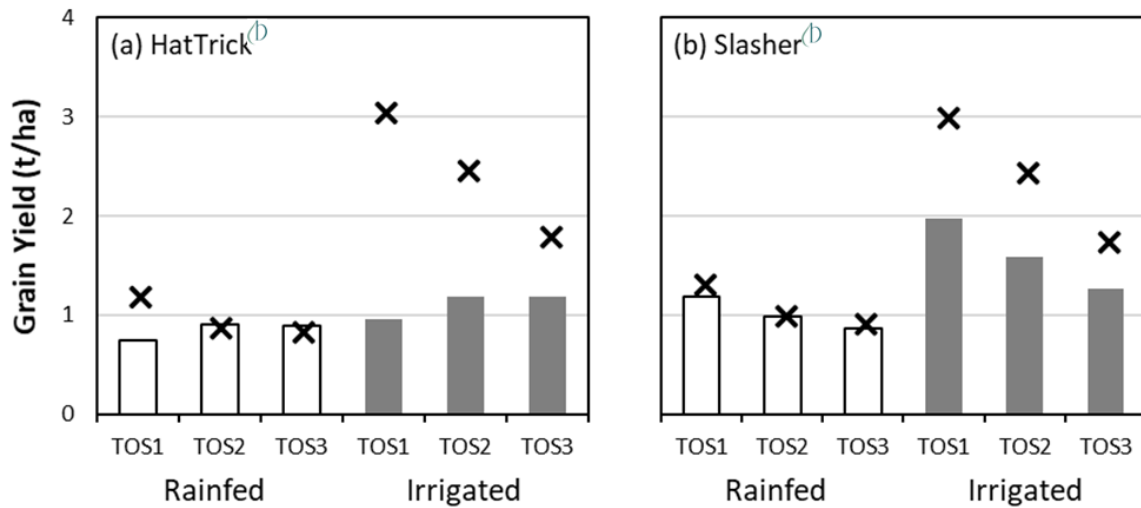 Grain Yield (t/ha)
4
3
2
1
0
(a) HatTrick
TOS1 TOS2 TOS3 TOS1 TOS2 TOS3
Rainfed Irrigated
(b) Slasher
TOS1 TOS2 TOS3 TOS1 TOS2 TOS3
Rainfed Irrigated